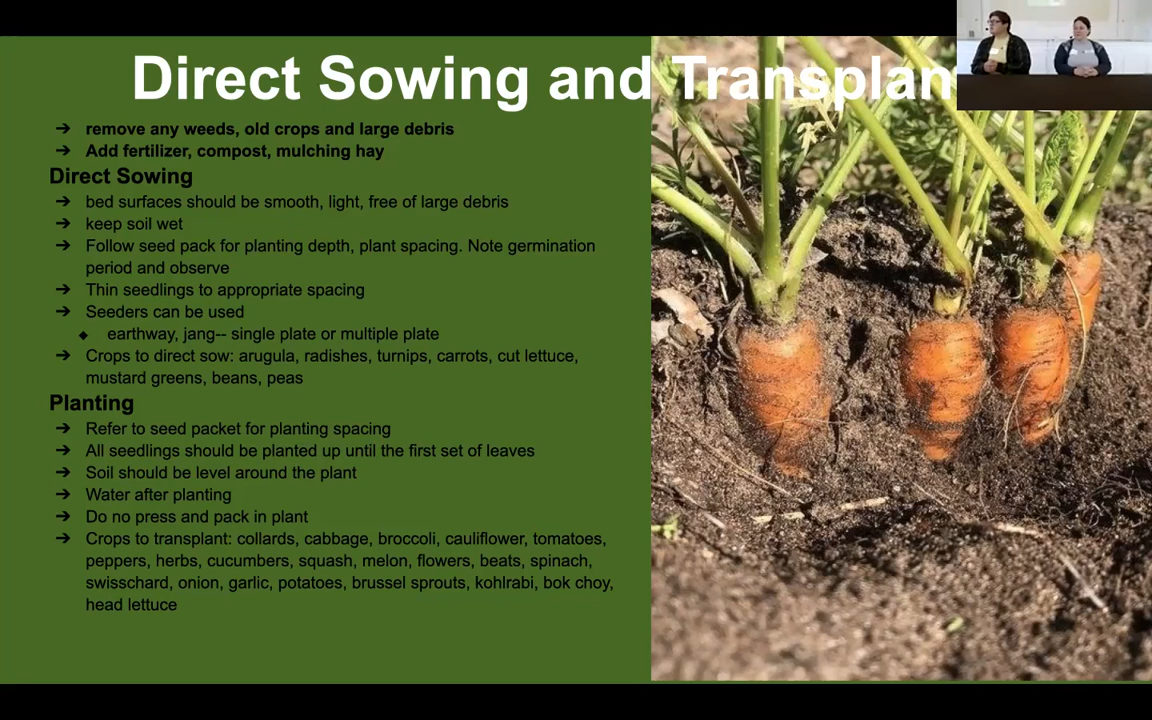 Direct Sowing and Transplan
➔ remove any weeds, old crops and large debris
➔ Add fertilizer, compost, mulching hay
Direct Sowing
➔ bed surfaces should be smooth, light, free of large debris
➔ keep soil wet
➔ Follow seed pack for planting depth, plant spacing. Note germination
period and observe
➔ Thin seedlings to appropriate spacing
➔ Seeders can be used
◆ earthway, jang-- single plate or multiple plate
➔ Crops to direct sow: arugula, radishes, turnips, carrots, cut lettuce,
mustard greens, beans, peas
Planting
➔ Refer to seed packet for planting spacing
➔ All seedlings should be planted up until the first set of leaves
➔ Soil should be level around the plant
➔ Water after planting
➔ Do no press and pack in plant
➔ Crops to transplant: collards, cabbage, broccoli, cauliflower, tomatoes,
peppers, herbs, cucumbers, squash, melon, flowers, beats, spinach,
swisschard, onion, garlic, potatoes, brussel sprouts, kohlrabi, bok choy,
head lettuce